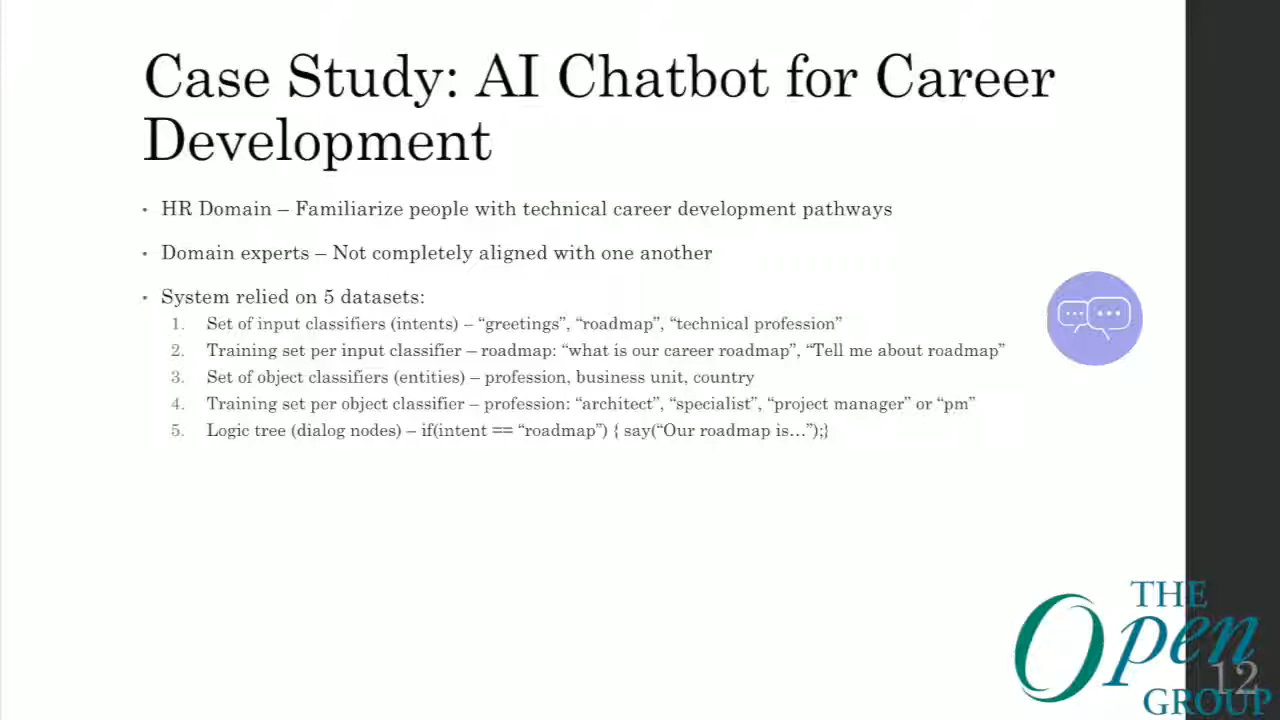 Case Study: AI Chatbot for Career
Development
• HR Domain – Familiarize people with technical career development pathways
• Domain experts – Not completely aligned with one another
• System relied on 5 datasets:
1. Set of input classifiers (intents) – “greetings”, “roadmap”, “technical profession”
2. Training set per input classifier – roadmap: “what is our career roadmap”, “Tell me about roadmap”
3. Set of object classifiers (entities) – profession, business unit, country
4. Training set per object classifier – profession: “architect”, “specialist”, “project manager” or “pm”
5. Logic tree (dialog nodes) – if(intent == “roadmap”) { say(“Our roadmap is…”);}
THE
Open
12
GROUP